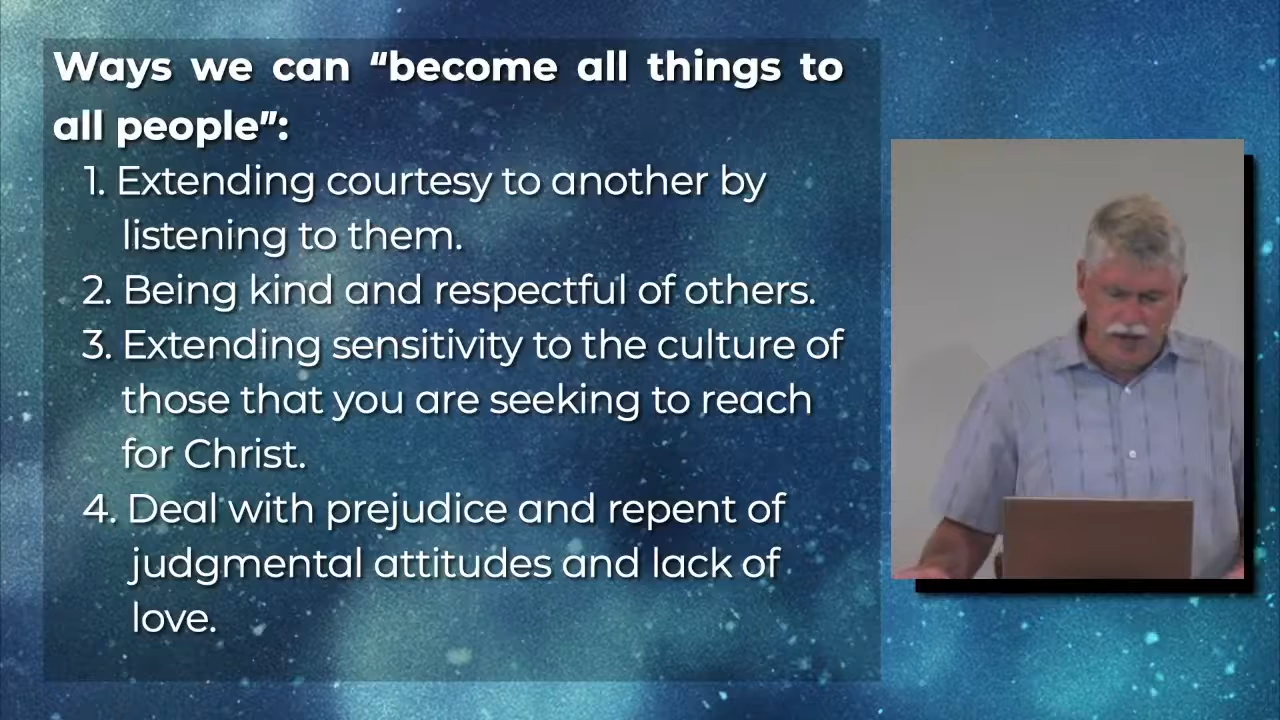 Ways we can “become all things to
all people”:
1. Extending courtesy to another by
listening to them.
2. Being kind and respectful of others.
3. Extending sensitivity to the culture of
those that you are seeking to reach
for Christ.
4. Deal with prejudice and repent of
judgmental attitudes and lack of
love.